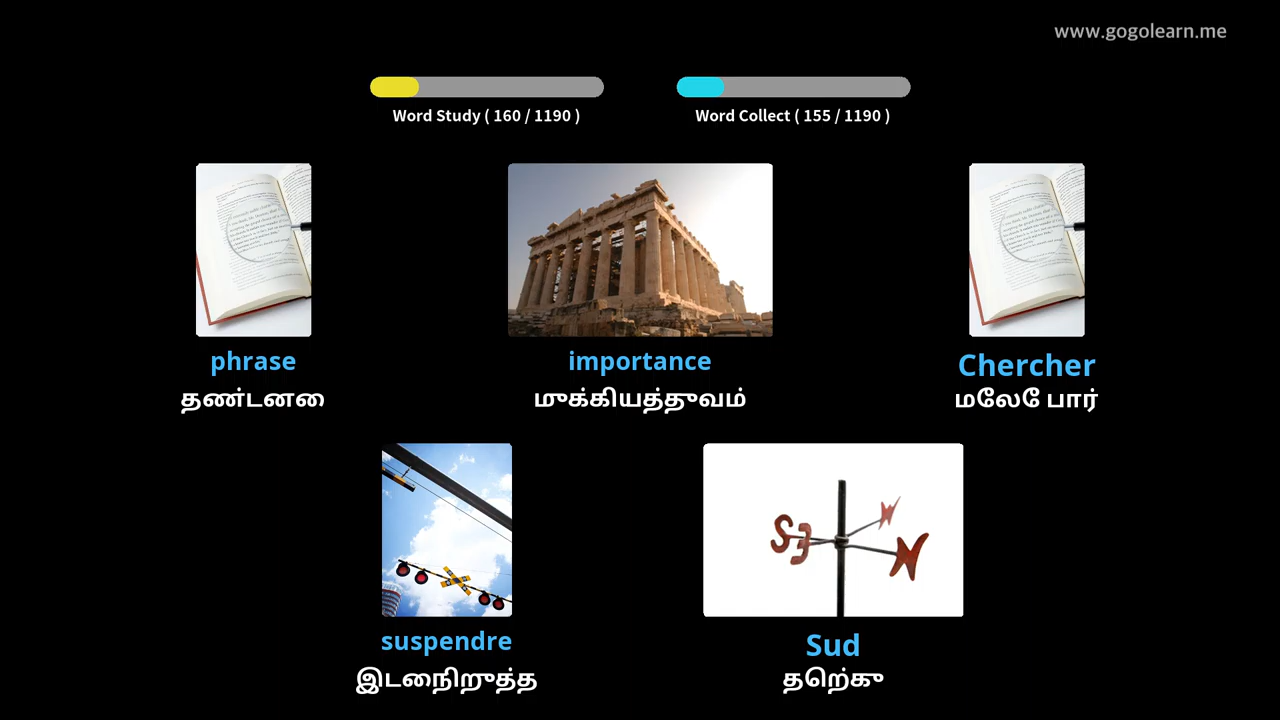 www.gogolearn.me
Word Study ( 160 / 1190 )
Word Collect ( 155 / 1190 )
phrase
importance
Chercher
தண்டனை
முக்கியத்துவம்
மேலே பார்
suspendre
Sud
இடைநிறுத்த
தெற்கு